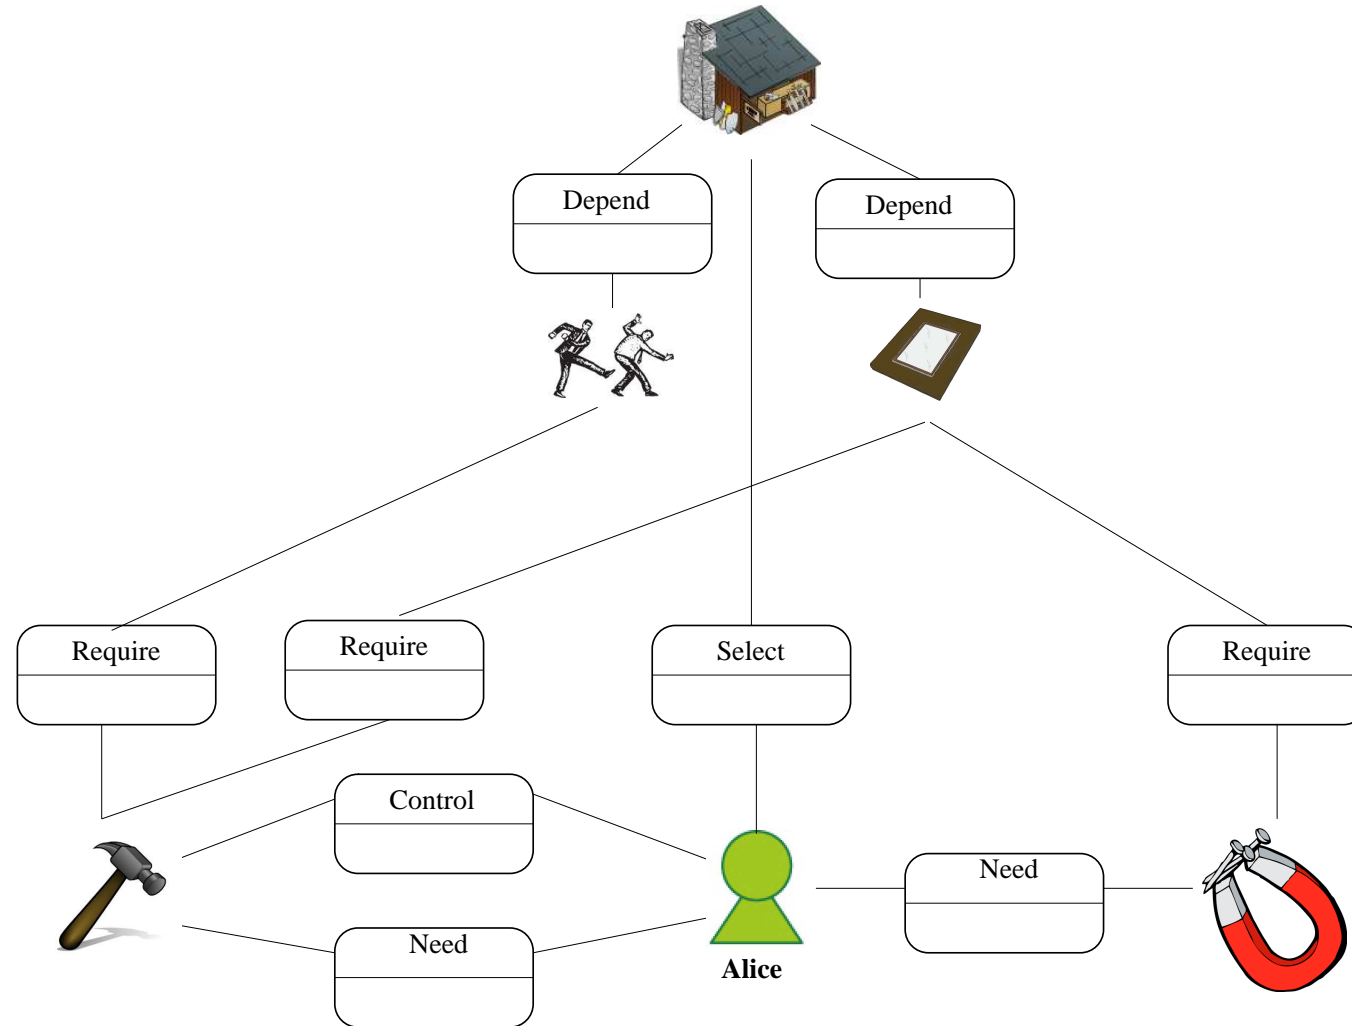 Depend
Depend
Require
Require
Select
Require
Control
Need
Need
Alice